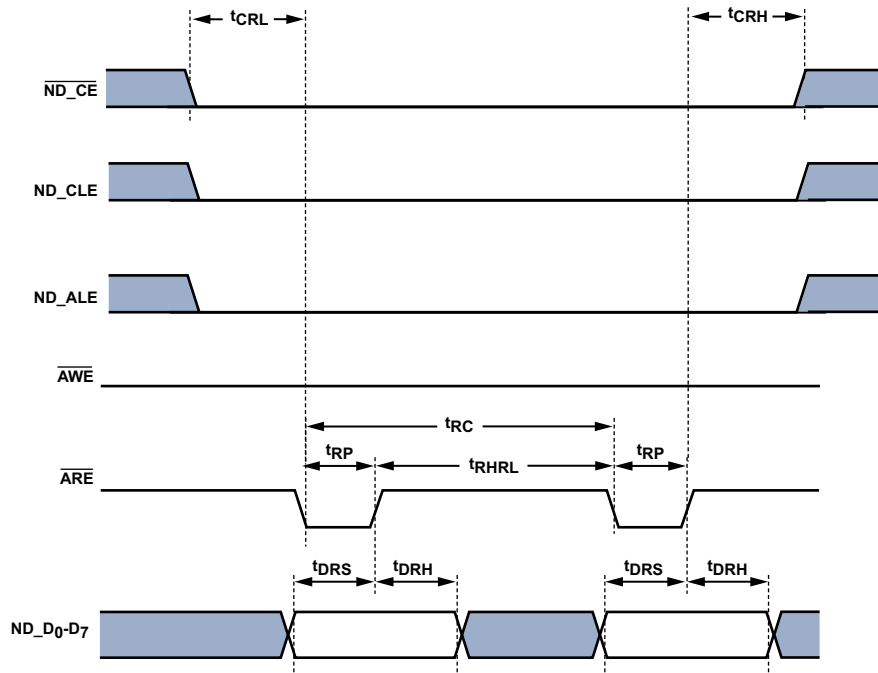 tCRL tCRH
ND_CE
ND_CLE
ND_ALE
AWE
tRC
tRP tRHRL tRP
ARE
tDRS tDRH tDRS tDRH
ND_D0-D7